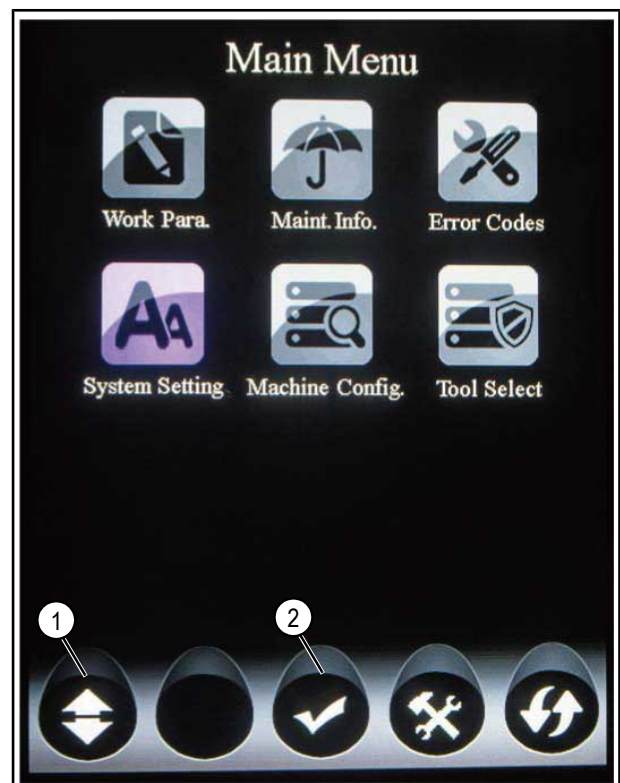 Main Menu
Work Para. Maint. Info. Error Codes
System Setting Machine Config. Tool Select
1 2